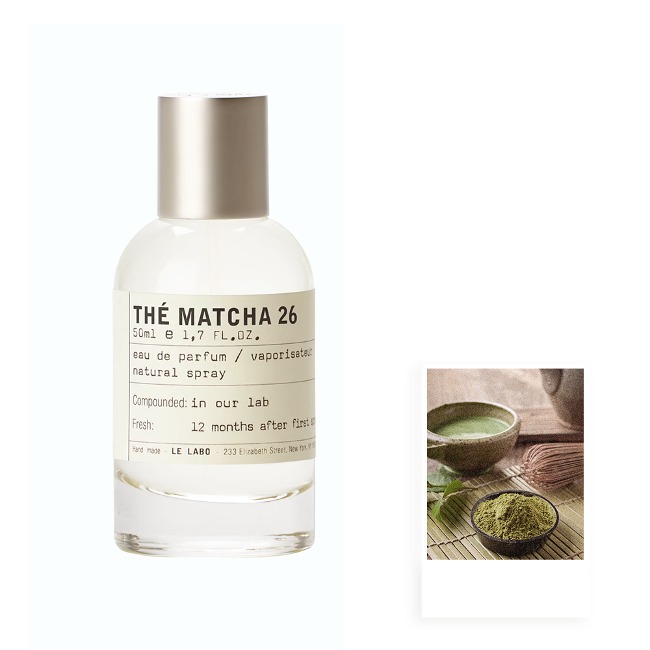 THÉ MATCHA 26
50ml e 1,7 FL.OZ.
eau de parfum / vaporisateur
natural spray
Compounded: in our lab
Fresh: 12 months after first
Hand made - LE LABO - 233 Elizabeth Street, New York,